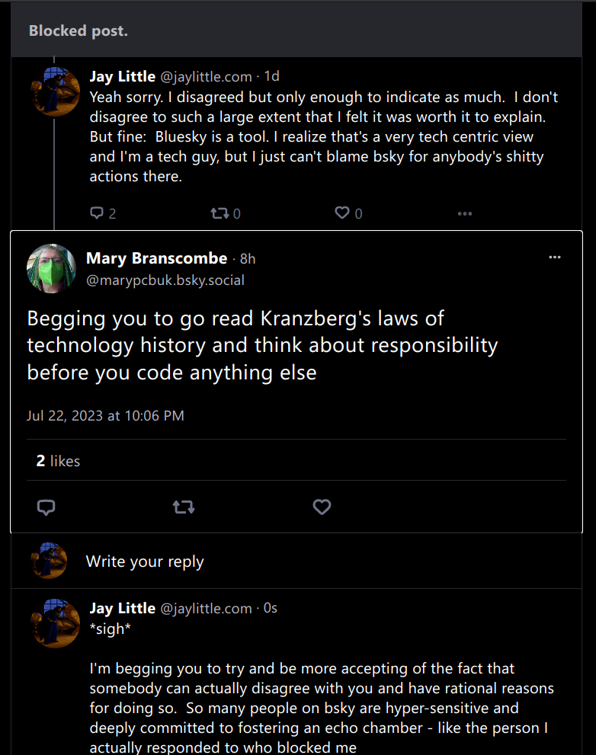 Blocked post.
Jay Little @jaylittle.com · 1d
Yeah sorry. I disagreed but only enough to indicate as much.  I don't
disagree to such a large extent that I felt it was worth it to explain.
But fine:  Bluesky is a tool. I realize that's a very tech centric view
and I'm a tech guy, but I just can't blame bsky for anybody's shitty
actions there.
2 0 0
Mary Branscombe · 8h
@marypcbuk.bsky.social
Begging you to go read Kranzberg's laws of
technology history and think about responsibility
before you code anything else
Jul 22, 2023 at 10:06 PM
2 likes
Write your reply
Jay Little @jaylittle.com · 0s
*sigh*
I'm begging you to try and be more accepting of the fact that
somebody can actually disagree with you and have rational reasons
for doing so.  So many people on bsky are hyper-sensitive and
deeply committed to fostering an echo chamber - like the person I
actually responded to who blocked me